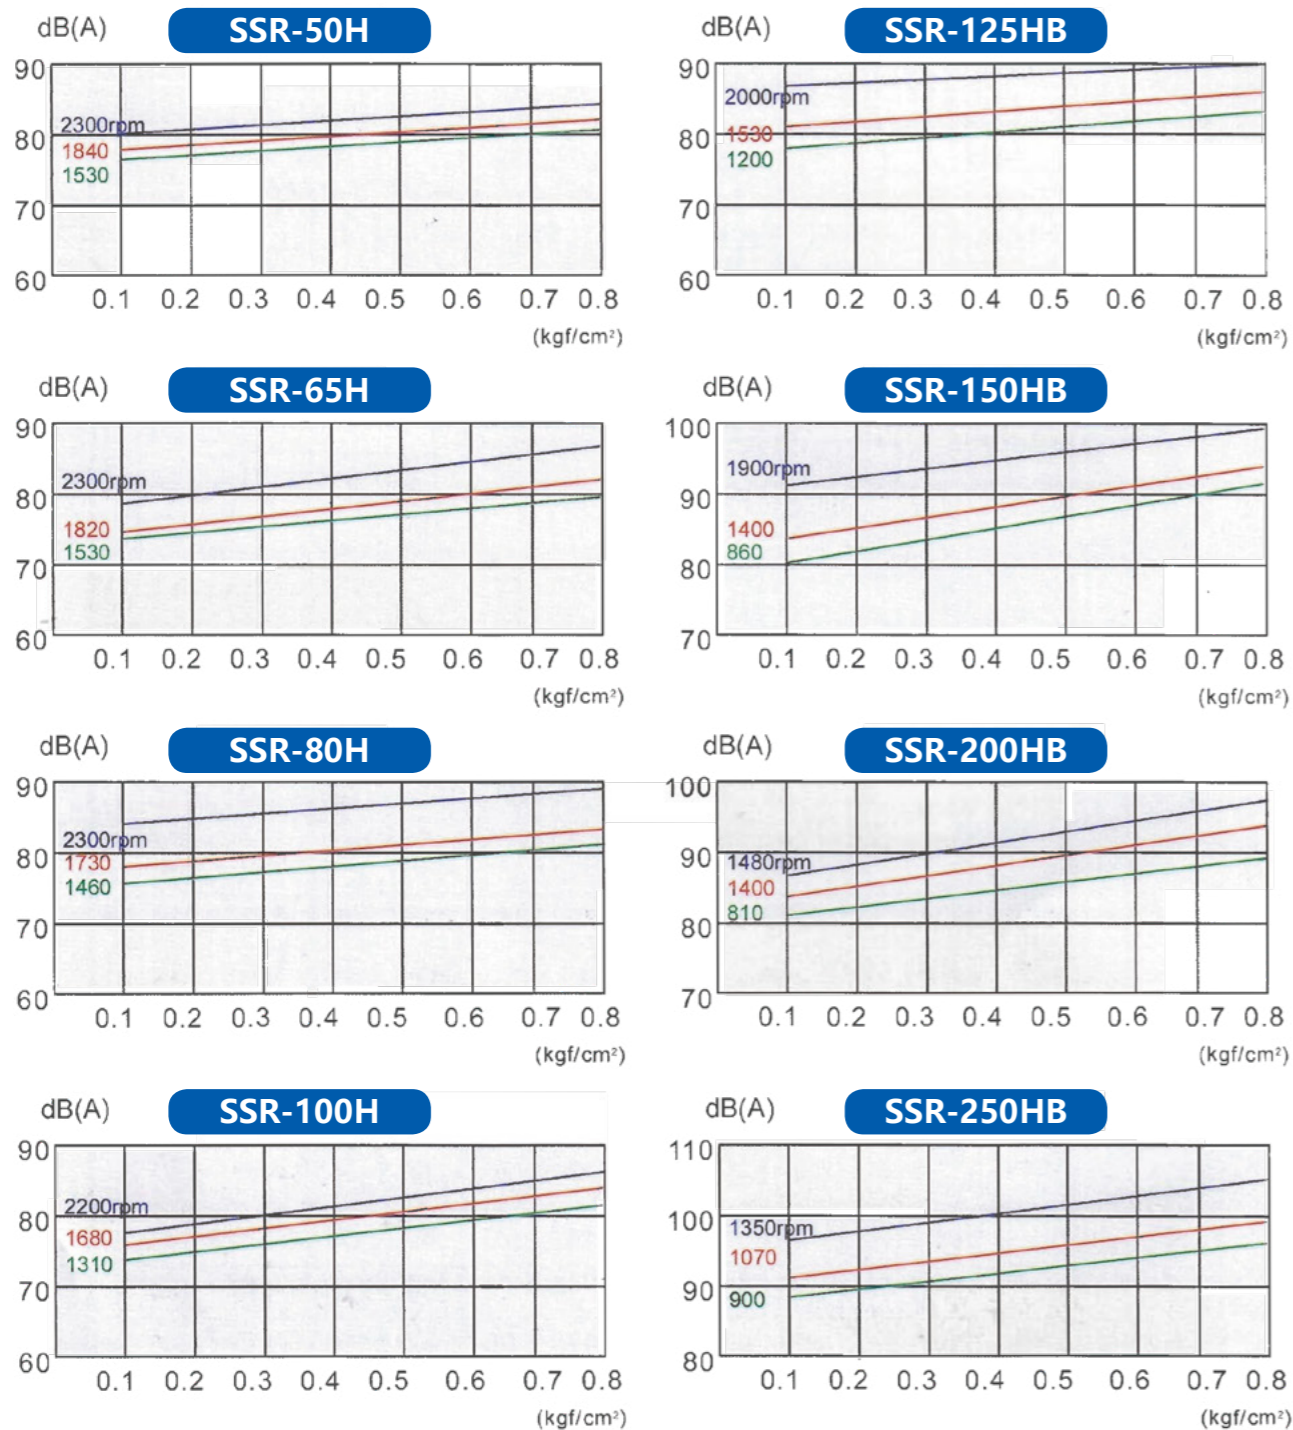 dB(A) SSR-50H
90
2300rpm
80
1840
1530
70
60
0.1 0.2 0.3 0.4 0.5 0.6 0.7 0.8
(kgf/cm²)
dB(A) SSR-125HB
90
2000rpm
1530
80
1200
70
60
0.1 0.2 0.3 0.4 0.5 0.6 0.7 0.8
(kgf/cm²)
dB(A) SSR-65H
90
2300rpm
80
1820
1530
70
60
0.1 0.2 0.3 0.4 0.5 0.6 0.7 0.8
(kgf/cm²)
dB(A) SSR-150HB
100
1900rpm
90
1400
860
80
70
0.1 0.2 0.3 0.4 0.5 0.6 0.7 0.8
(kgf/cm²)
dB(A) SSR-80H
90
2300rpm
80
1730
1460
70
60
0.1 0.2 0.3 0.4 0.5 0.6 0.7 0.8
(kgf/cm²)
dB(A) SSR-200HB
100
90
1480rpm
1400
810
80
70
0.1 0.2 0.3 0.4 0.5 0.6 0.7 0.8
(kgf/cm²)
dB(A) SSR-100H
90
2200rpm
80
1680
1310
70
60
0.1 0.2 0.3 0.4 0.5 0.6 0.7 0.8
(kgf/cm²)
dB(A) SSR-250HB
110
100
1350rpm
1070
90
900
80
0.1 0.2 0.3 0.4 0.5 0.6 0.7 0.8
(kgf/cm²)